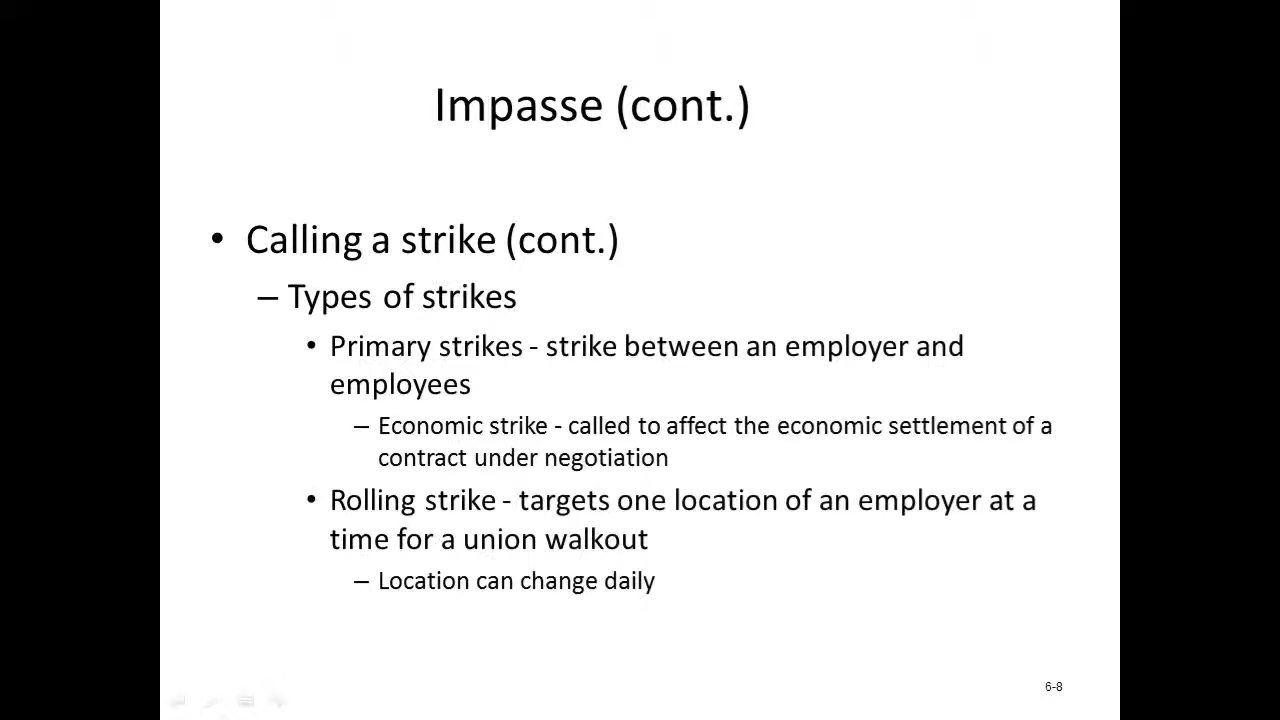 Impasse (cont.)
• Calling a strike (cont.)
– Types of strikes
• Primary strikes - strike between an employer and
employees
– Economic strike - called to affect the economic settlement of a
contract under negotiation
• Rolling strike - targets one location of an employer at a
time for a union walkout
– Location can change daily
6-8